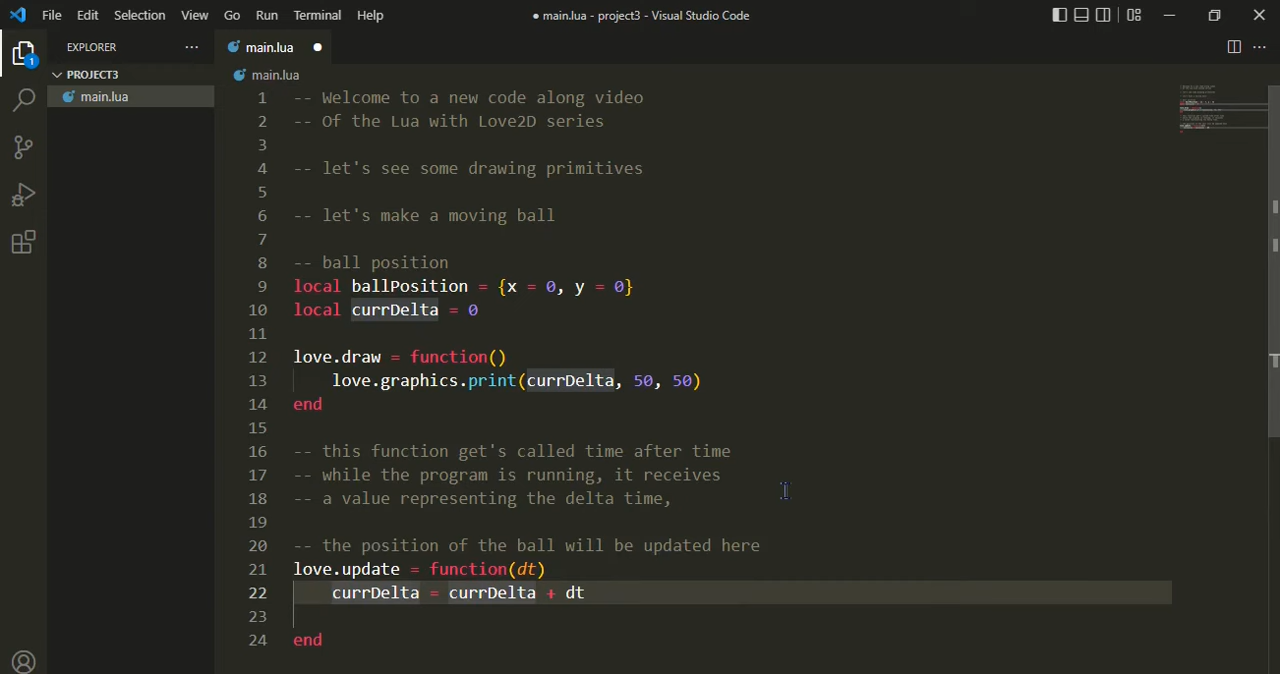 File Edit Selection View Go Run Terminal Help ● main.lua - project3 - Visual Studio Code
EXPLORER ··· main.lua ●
PROJECT3 main.lua
main.lua
1
1 -- Welcome to a new code along video
2 -- Of the Lua with Love2D series
3
4 -- let's see some drawing primitives
5
6 -- let's make a moving ball
7
8 -- ball position
9 local ballPosition = {x = 0, y = 0}
10 local currDelta = 0
11
12 love.draw = function()
13 love.graphics.print(currDelta, 50, 50)
14 end
15
16 -- this function get's called time after time
17 -- while the program is running, it receives
18 -- a value representing the delta time,
19
20 -- the position of the ball will be updated here
21 love.update = function(dt)
22 currDelta = currDelta + dt
23
24 end